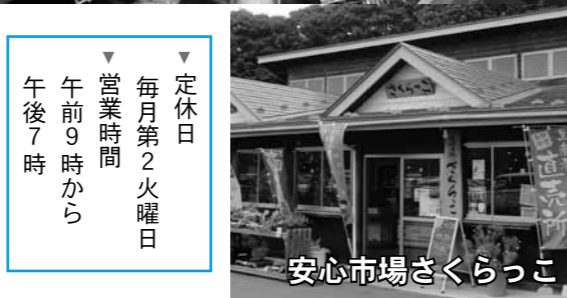 ▼定休日
毎月第2火曜日
▼営業時間
午前9時から
午後7時
さくらっこ
さくらっこ
直売所
安心市場さくらっこ